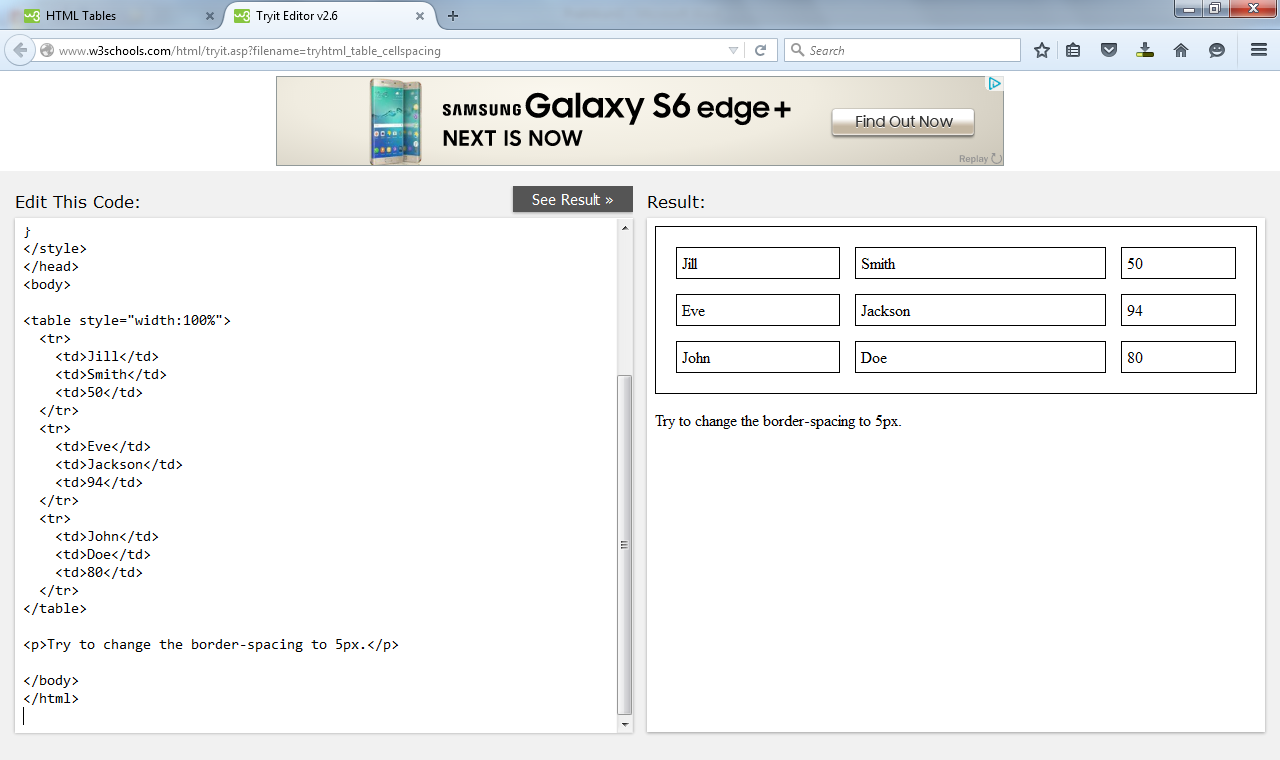 HTML Tables
Tryit Editor v2.6
www.w3schools.com/html/tryit.asp?filename=tryhtml_table_cellspacing
Search
SAMSUNG Galaxy S6 edge+
NEXT IS NOW
Find Out Now
Replay
Edit This Code:
See Result »
}
</style>
</head>
<body>
<table style="width:100%">
<tr>
<td>Jill</td>
<td>Smith</td>
<td>50</td>
</tr>
<tr>
<td>Eve</td>
<td>Jackson</td>
<td>94</td>
</tr>
<tr>
<td>John</td>
<td>Doe</td>
<td>80</td>
</tr>
</table>
<p>Try to change the border-spacing to 5px.</p>
</body>
</html>
Result:
Jill Smith 50
Eve Jackson 94
John Doe 80
Try to change the border-spacing to 5px.